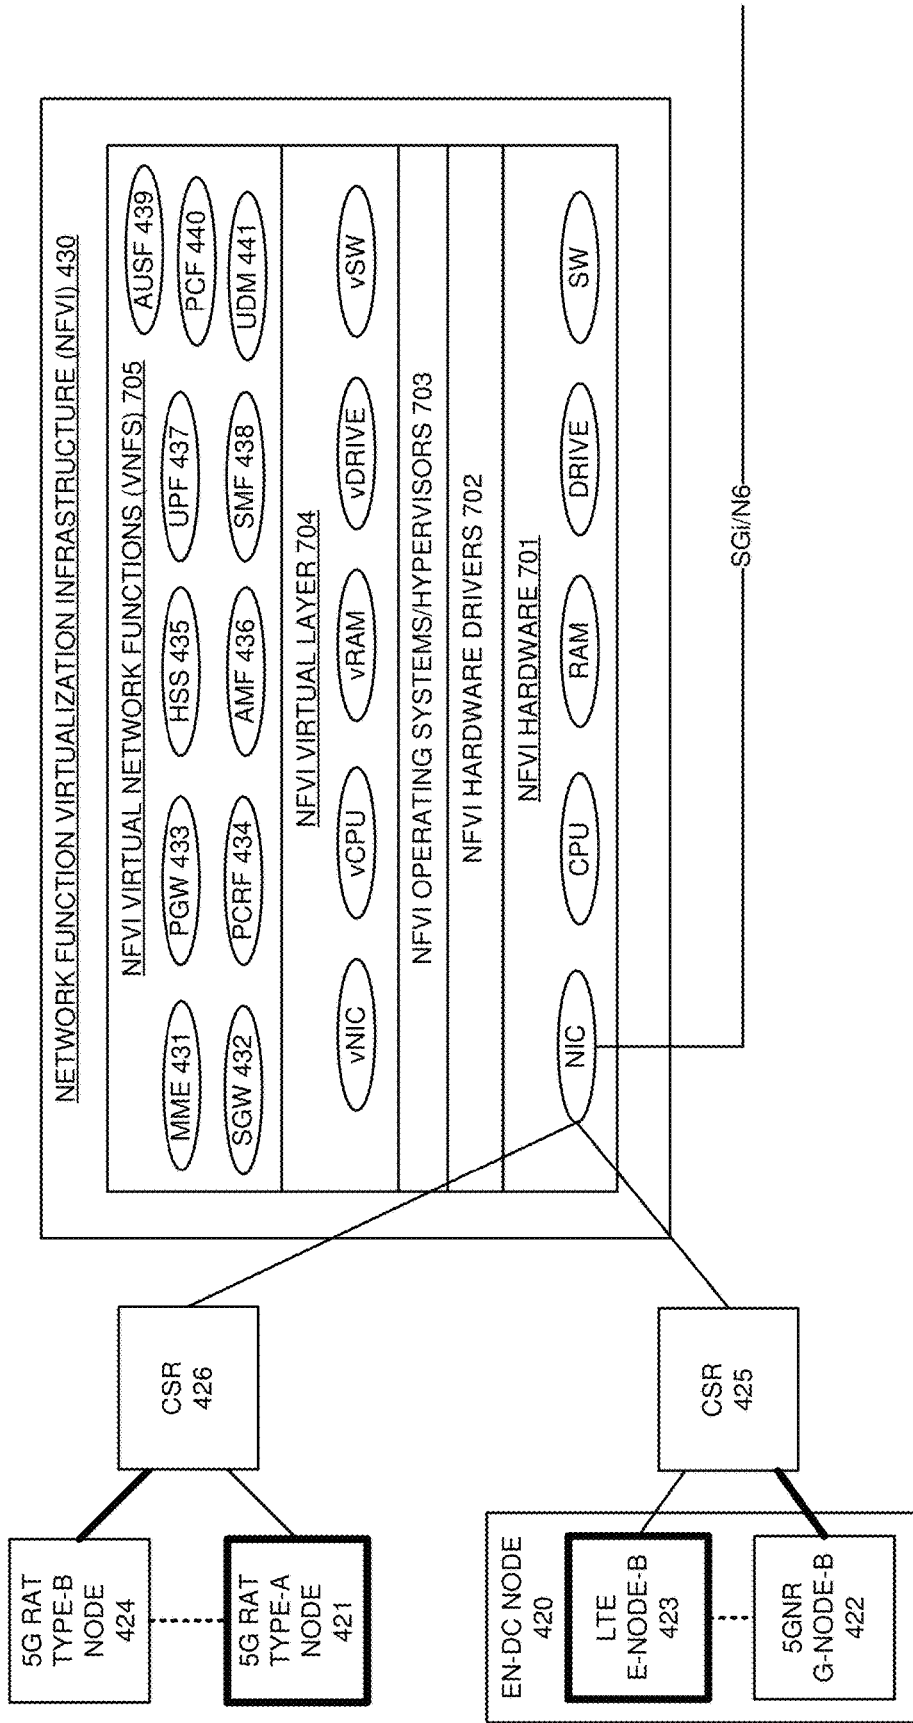 5G RAT
TYPE-B
NODE
424
5G RAT
TYPE-A
NODE
421
EN-DC NODE
420
LTE
E-NODE-B
423
5GNR
G-NODE-B
422
CSR
426
CSR
425
NETWORK FUNCTION VIRTUALIZATION INFRASTRUCTURE (NFVI) 430
NFVI VIRTUAL NETWORK FUNCTIONS (VNFS) 705
MME 431
PGW 433
HSS 435
UPF 437
AUSF 439
PCF 440
SGW 432
PCRF 434
AMF 436
SMF 438
UDM 441
NFVI VIRTUAL LAYER 704
vNIC
vCPU
vRAM
vDRIVE
vSW
NFVI OPERATING SYSTEMS/HYPERVISORS 703
NFVI HARDWARE DRIVERS 702
NFVI HARDWARE 701
NIC
CPU
RAM
DRIVE
SW
SGi/N6